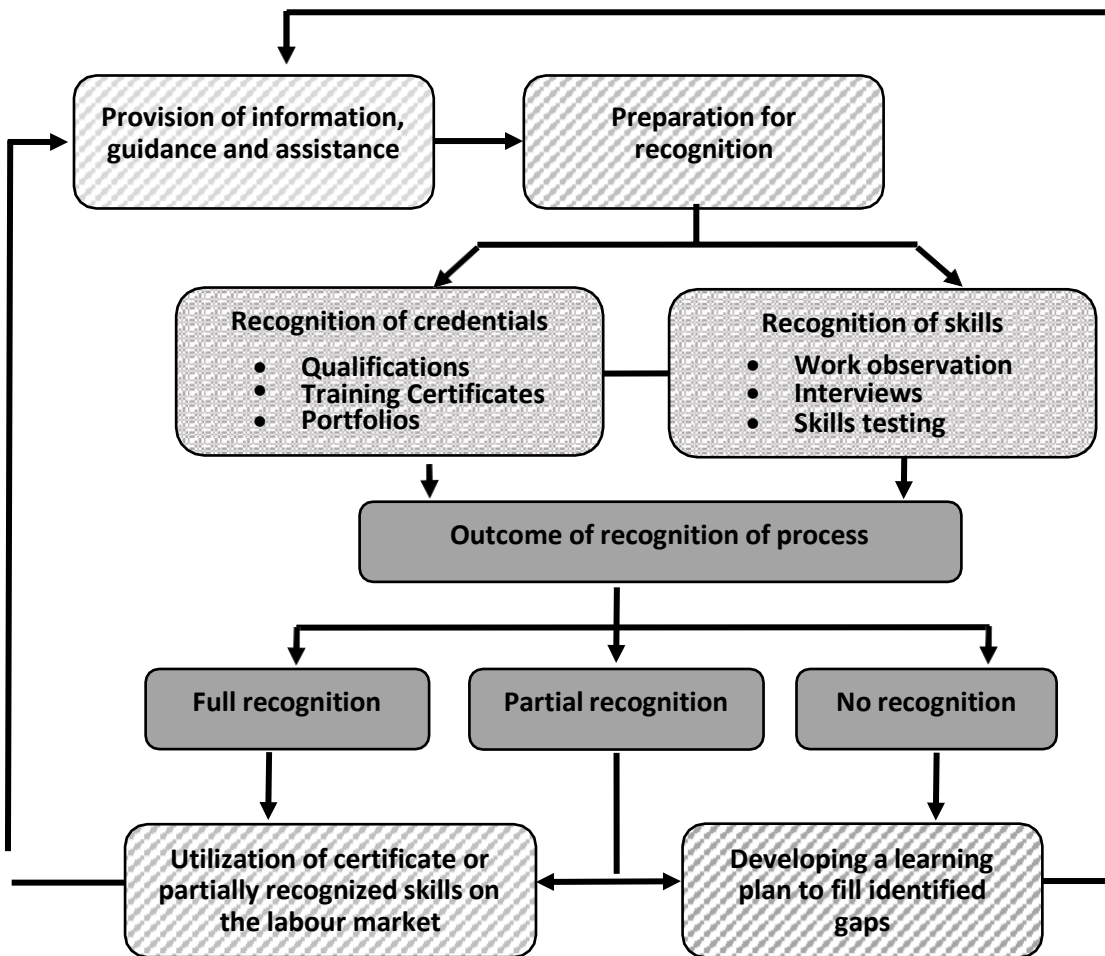 Provision of information,
guidance and assistance
Preparation for
recognition
Recognition of credentials
• Qualifications
• Training Certificates
• Portfolios
Recognition of skills
• Work observation
• Interviews
• Skills testing
Outcome of recognition of process
Full recognition
Partial recognition
No recognition
Utilization of certificate or
partially recognized skills on
the labour market
Developing a learning
plan to fill identified
gaps